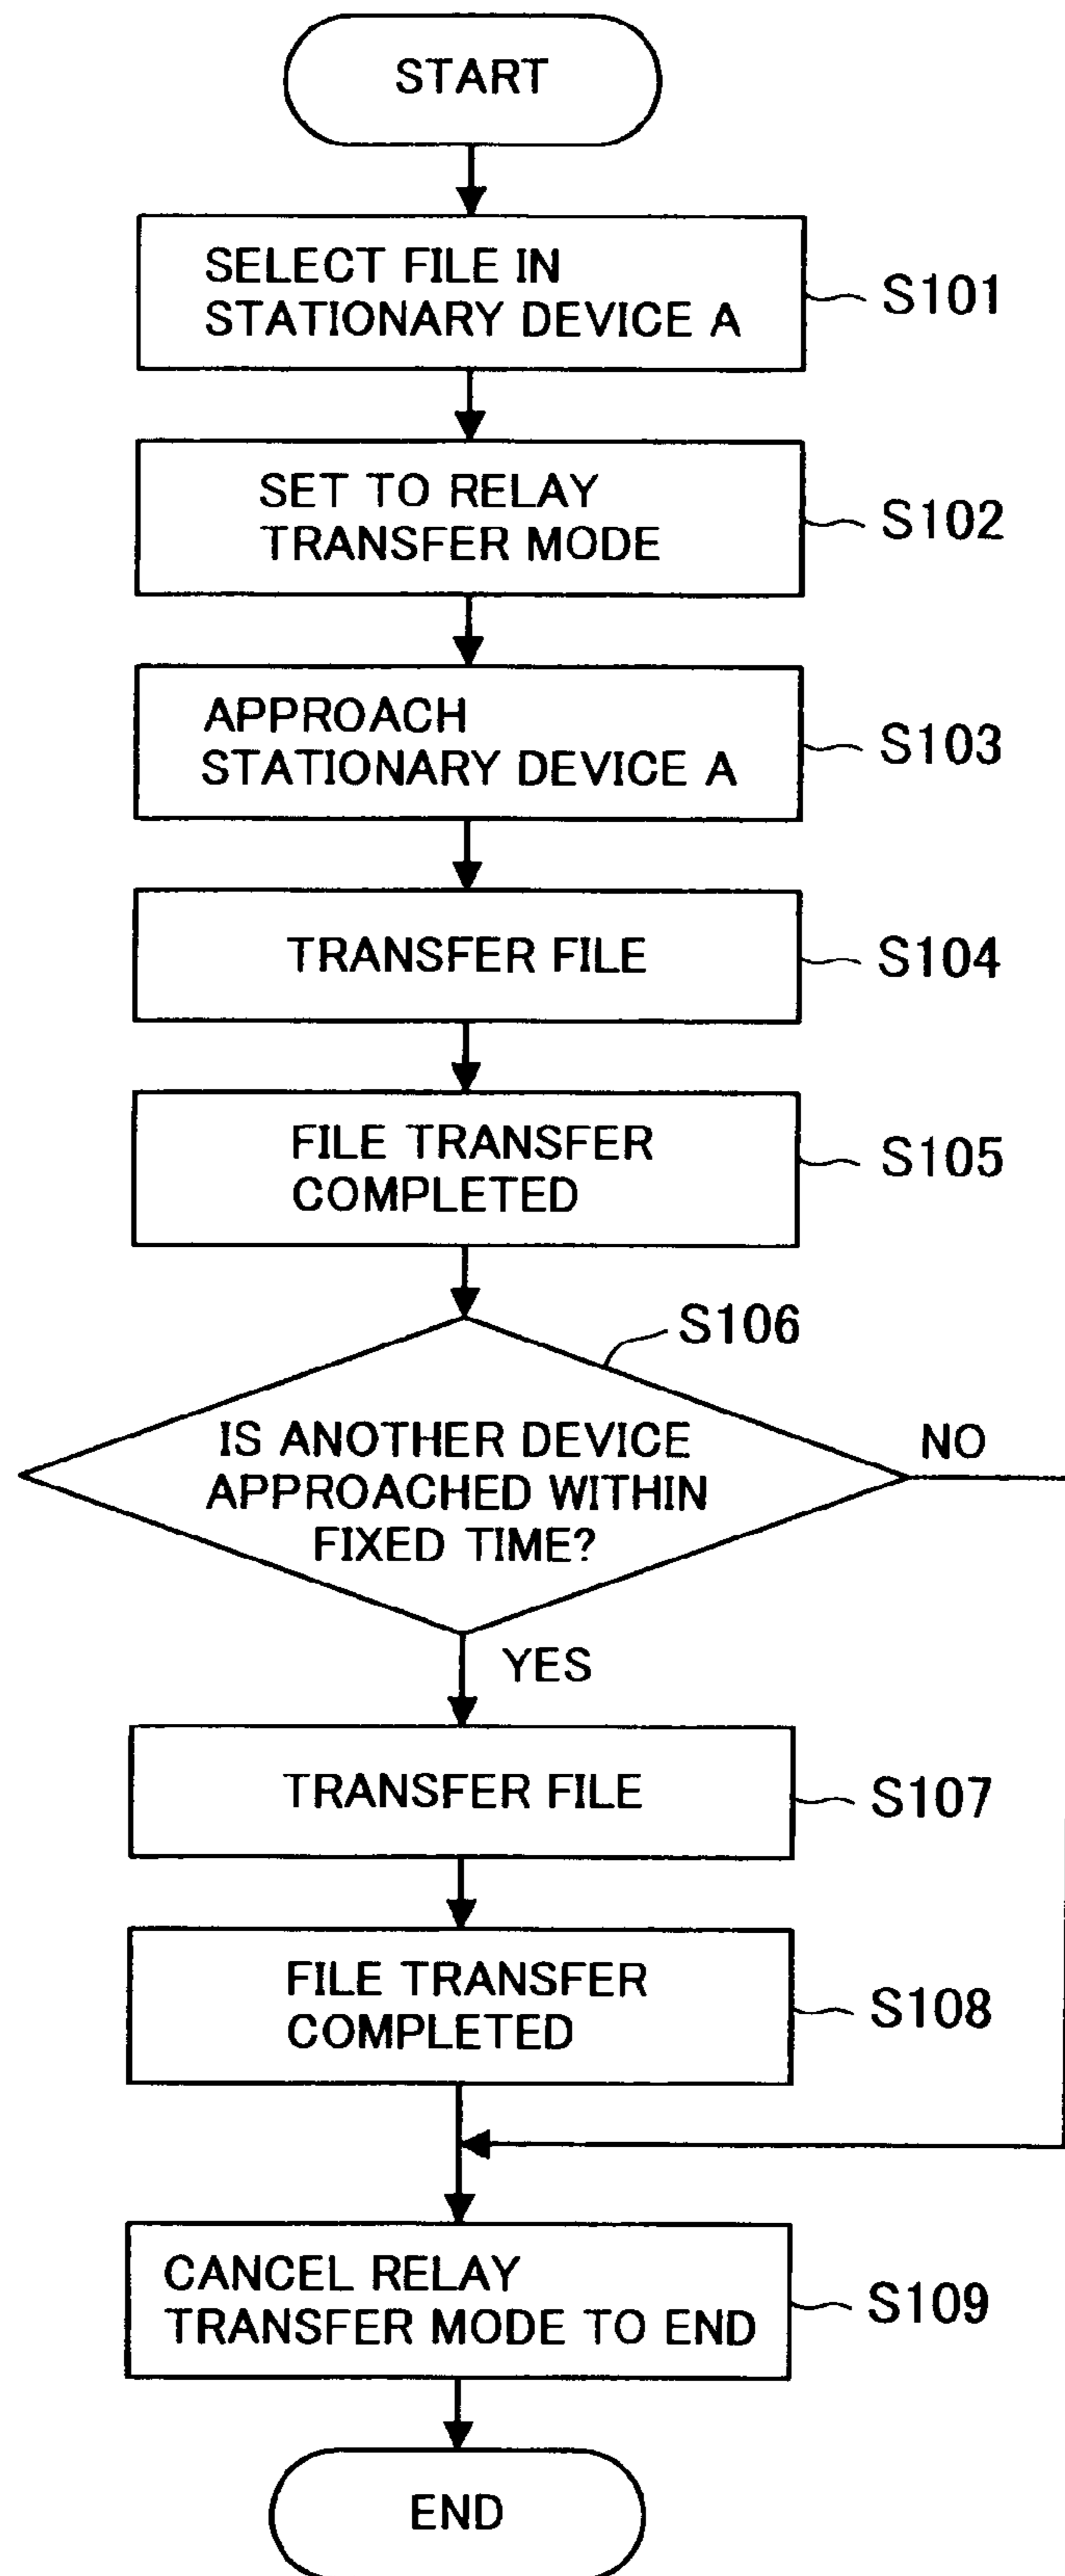 START
SELECT FILE IN
STATIONARY DEVICE A
S101
SET TO RELAY
TRANSFER MODE
S102
APPROACH
STATIONARY DEVICE A
S103
TRANSFER FILE
S104
FILE TRANSFER
COMPLETED
S105
S106
IS ANOTHER DEVICE
APPROACHED WITHIN
FIXED TIME?
NO
YES
TRANSFER FILE
S107
FILE TRANSFER
COMPLETED
S108
CANCEL RELAY
TRANSFER MODE TO END
S109
END